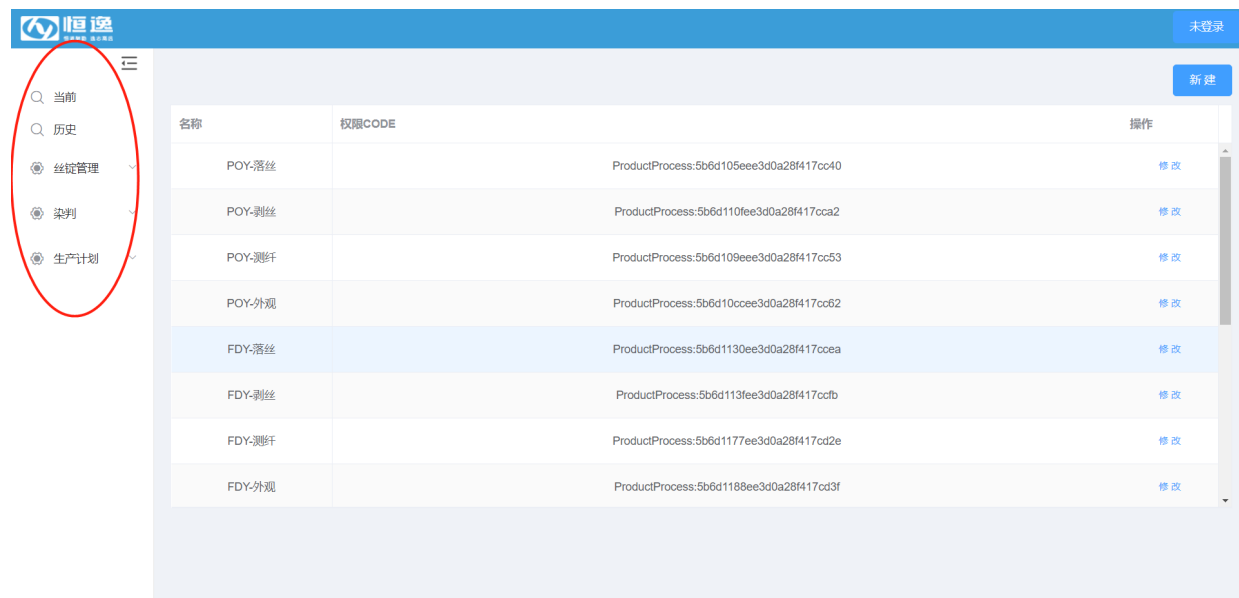 恒逸
未登录
新建
当前
历史
丝锭管理
染判
生产计划
名称 权限CODE 操作
POY-落丝 ProductProcess:5b6d105eee3d0a28f417cc40 修改
POY-剥丝 ProductProcess:5b6d110fee3d0a28f417cca2 修改
POY-测纤 ProductProcess:5b6d109eee3d0a28f417cc53 修改
POY-外观 ProductProcess:5b6d10ccee3d0a28f417cc62 修改
FDY-落丝 ProductProcess:5b6d1130ee3d0a28f417ccea 修改
FDY-剥丝 ProductProcess:5b6d113fee3d0a28f417ccfb 修改
FDY-测纤 ProductProcess:5b6d1177ee3d0a28f417cd2e 修改
FDY-外观 ProductProcess:5b6d1188ee3d0a28f417cd3f 修改